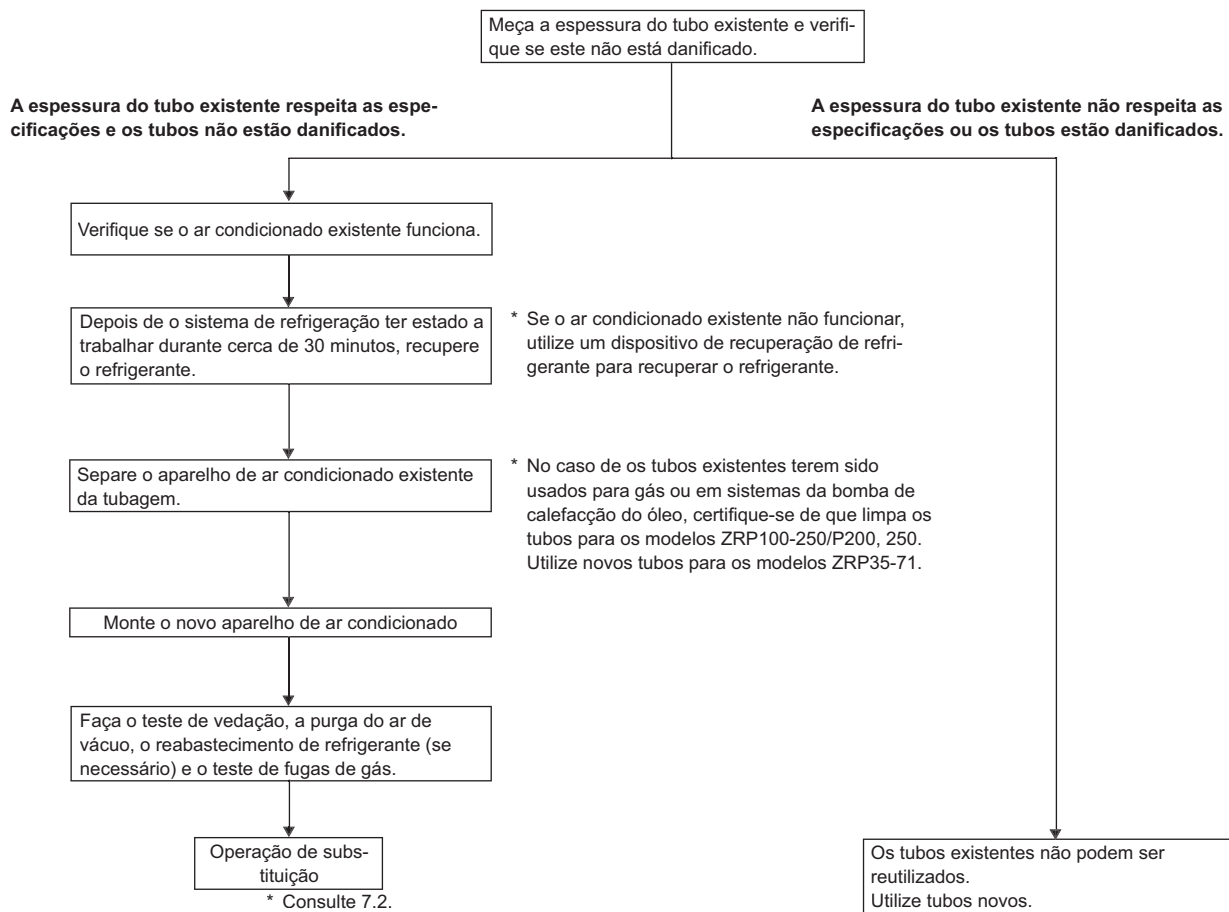 Meça a espessura do tubo existente e verifi-
que se este não está danificado.
A espessura do tubo existente respeita as espe-
cificações e os tubos não estão danificados.
A espessura do tubo existente não respeita as
especificações ou os tubos estão danificados.
Verifique se o ar condicionado existente funciona.
Depois de o sistema de refrigeração ter estado a
trabalhar durante cerca de 30 minutos, recupere
o refrigerante.
* Se o ar condicionado existente não funcionar,
utilize um dispositivo de recuperação de refri-
gerante para recuperar o refrigerante.
Separe o aparelho de ar condicionado existente
da tubagem.
* No caso de os tubos existentes terem sido
usados para gás ou em sistemas da bomba de
calefacção do óleo, certifique-se de que limpa os
tubos para os modelos ZRP100-250/P200, 250.
Utilize novos tubos para os modelos ZRP35-71.
Monte o novo aparelho de ar condicionado
Faça o teste de vedação, a purga do ar de
vácuo, o reabastecimento de refrigerante (se
necessário) e o teste de fugas de gás.
Operação de subs-
tituição
* Consulte 7.2.
Os tubos existentes não podem ser
reutilizados.
Utilize tubos novos.